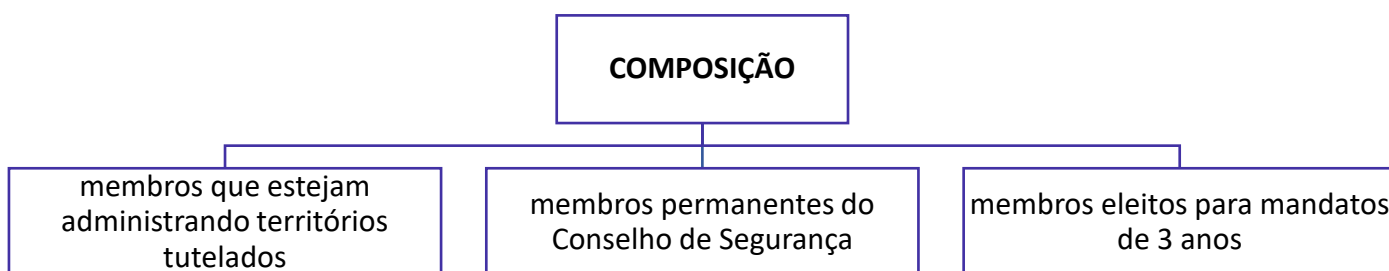 COMPOSIÇÃO
membros que estejam
administrando territórios
tutelados
membros permanentes do
Conselho de Segurança
membros eleitos para mandatos
de 3 anos